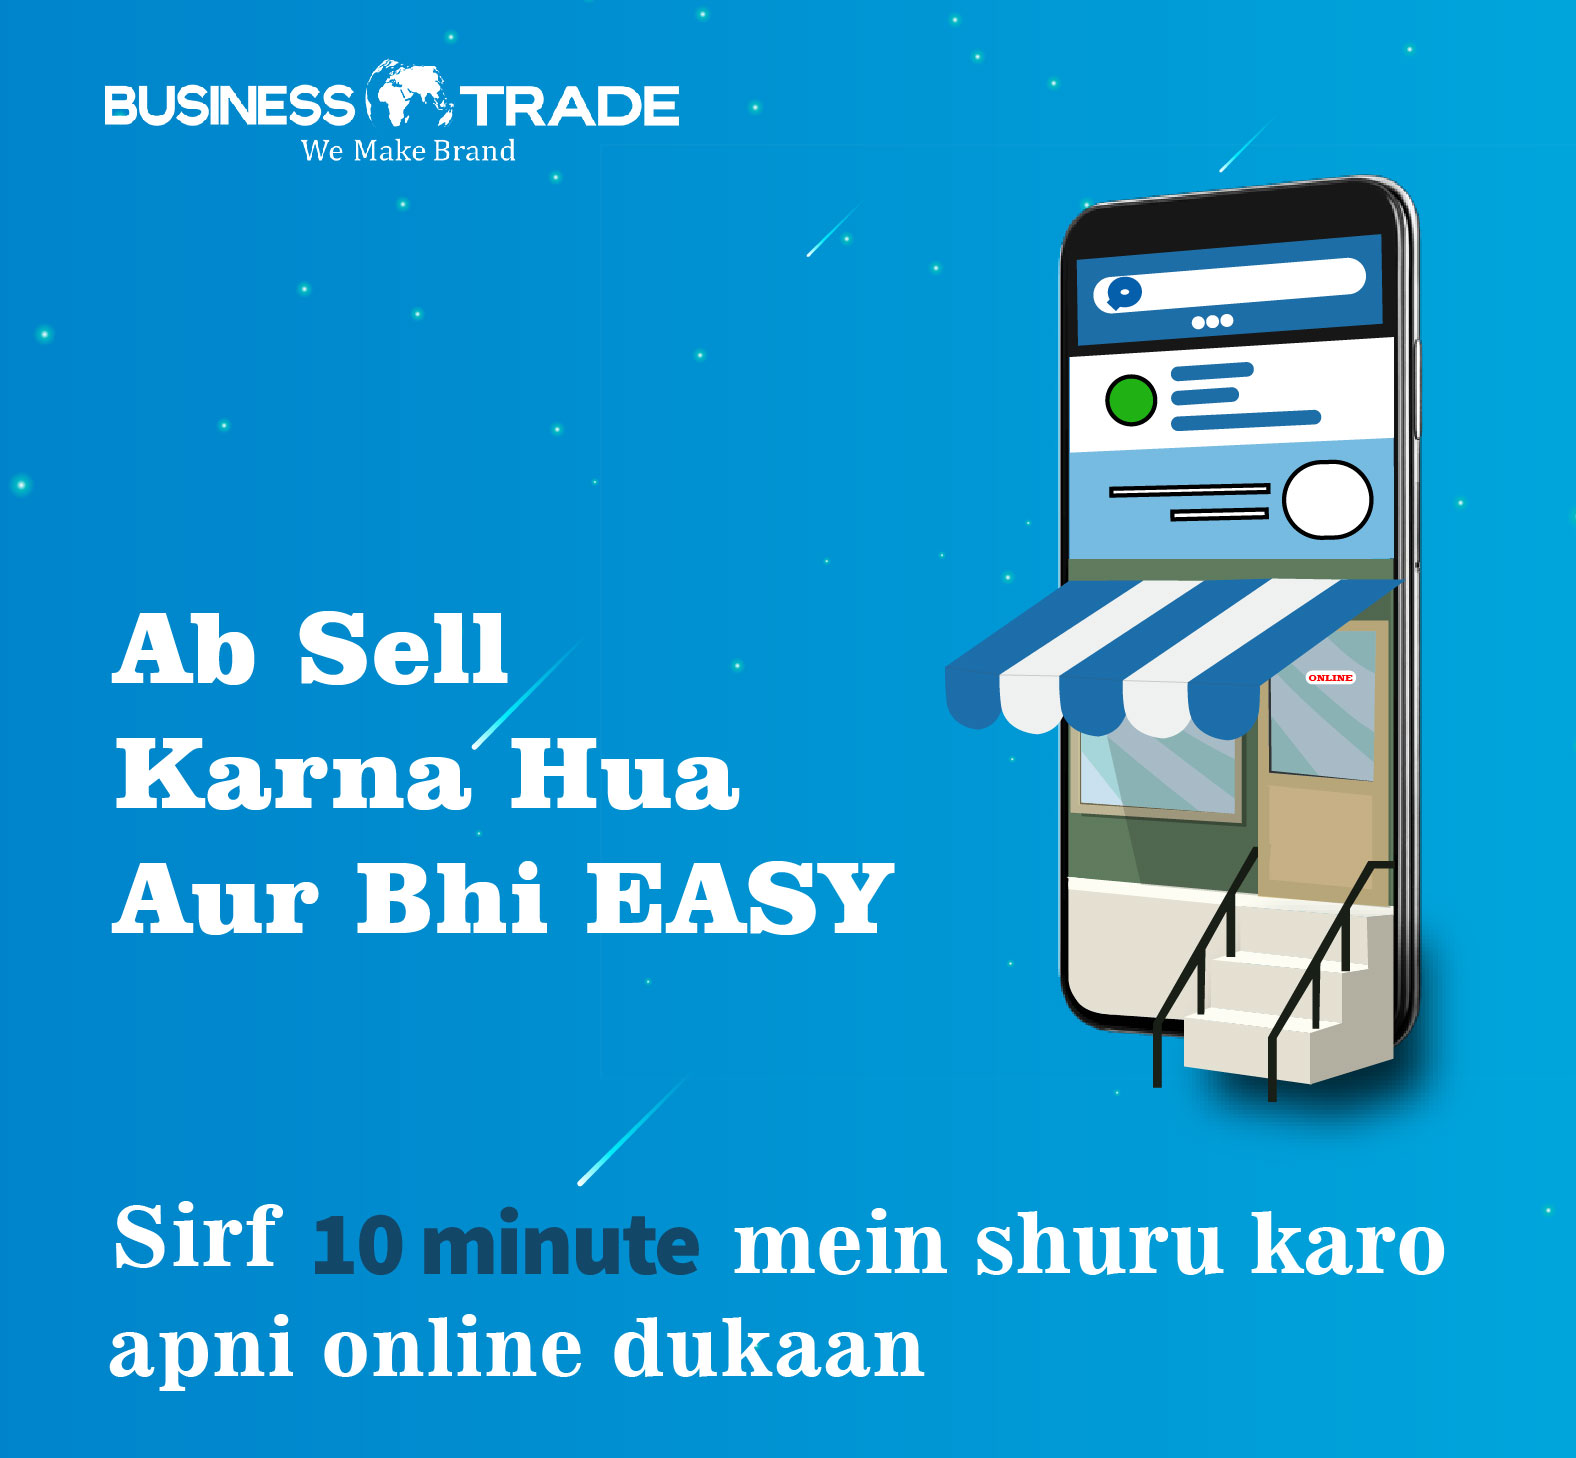 BUSINESS TRADE
We Make Brand
ONLINE
Ab Sell
Karna Hua
Aur Bhi EASY
Sirf 10 minute mein shuru karo
apni online dukaan